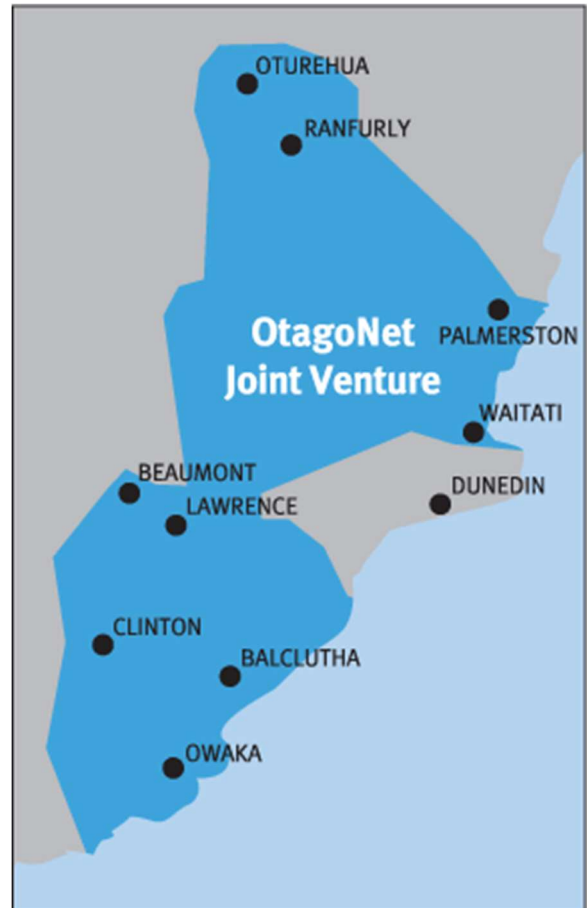 OTUREHUA
RANFURLY
OtagoNet
Joint Venture
PALMERSTON
WAITATI
BEAUMONT
LAWRENCE
DUNEDIN
CLINTON
BALCLUTHA
OWAKA